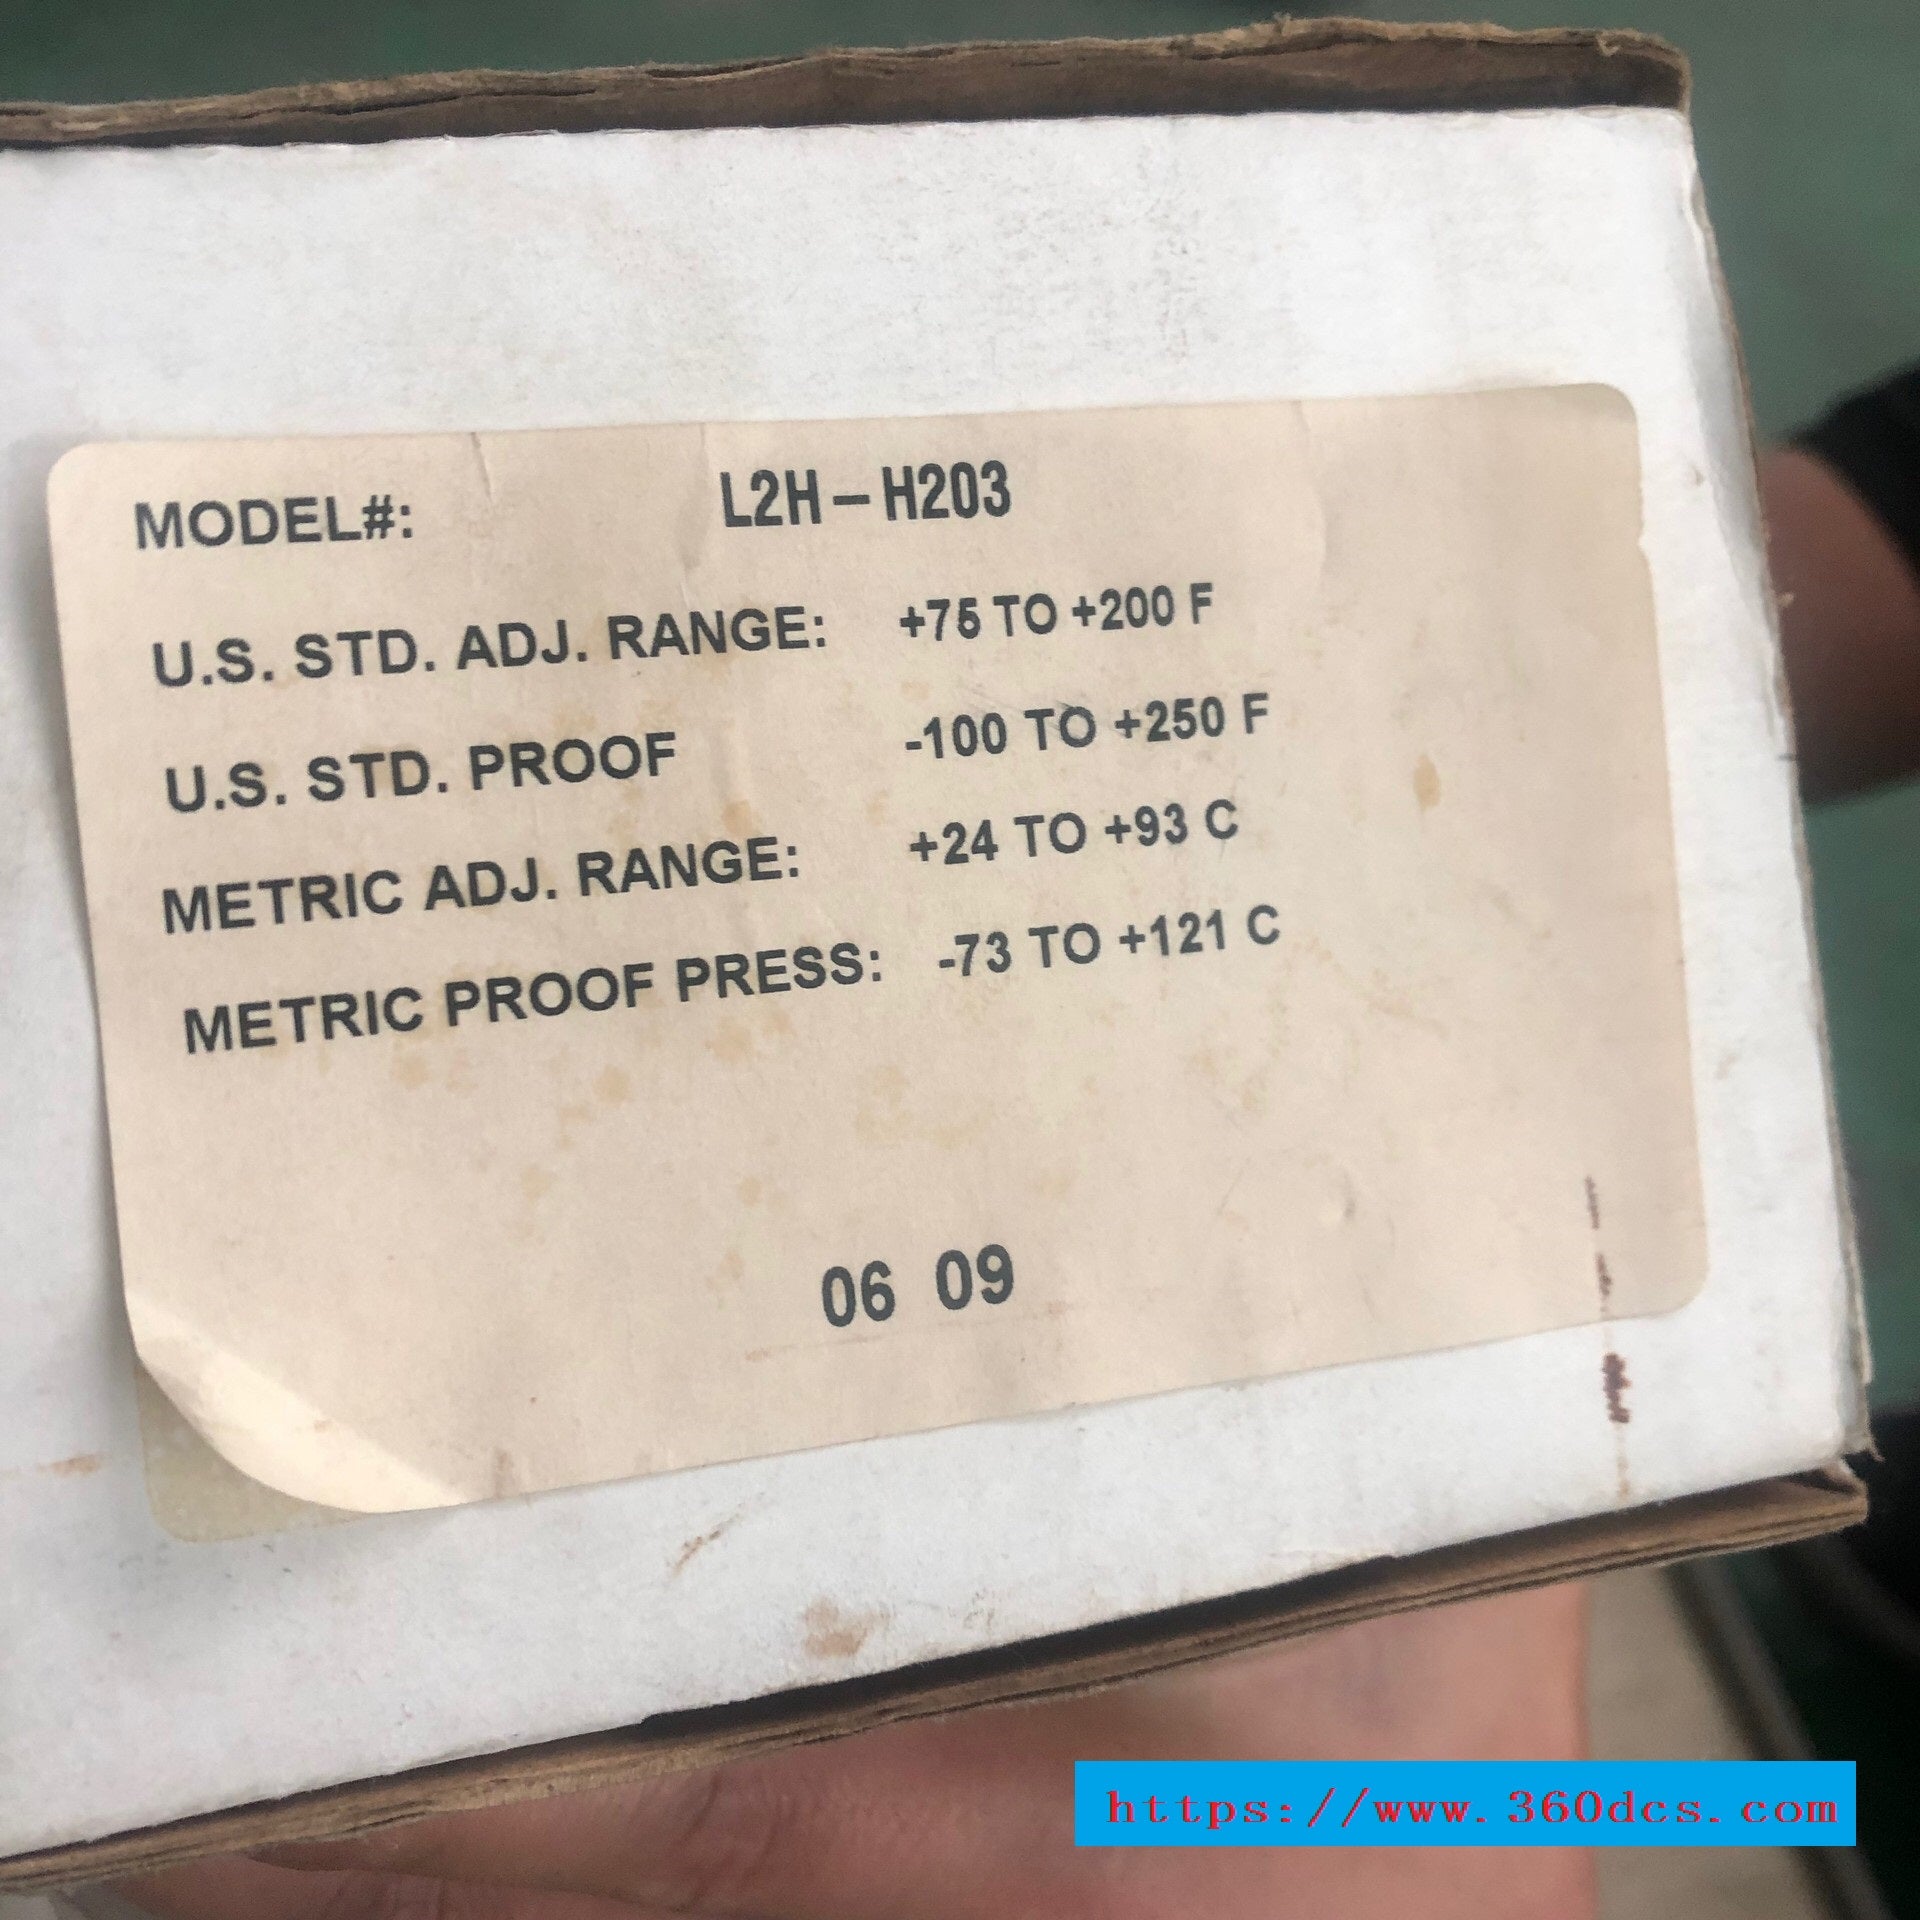 MODEL#: L2H-H203
U.S. STD. ADJ. RANGE: +75 TO +200 F
U.S. STD. PROOF -100 TO +250 F
METRIC ADJ. RANGE: +24 TO +93 C
METRIC PROOF PRESS: -73 TO +121 C
06 09
https://www.360dcs.com